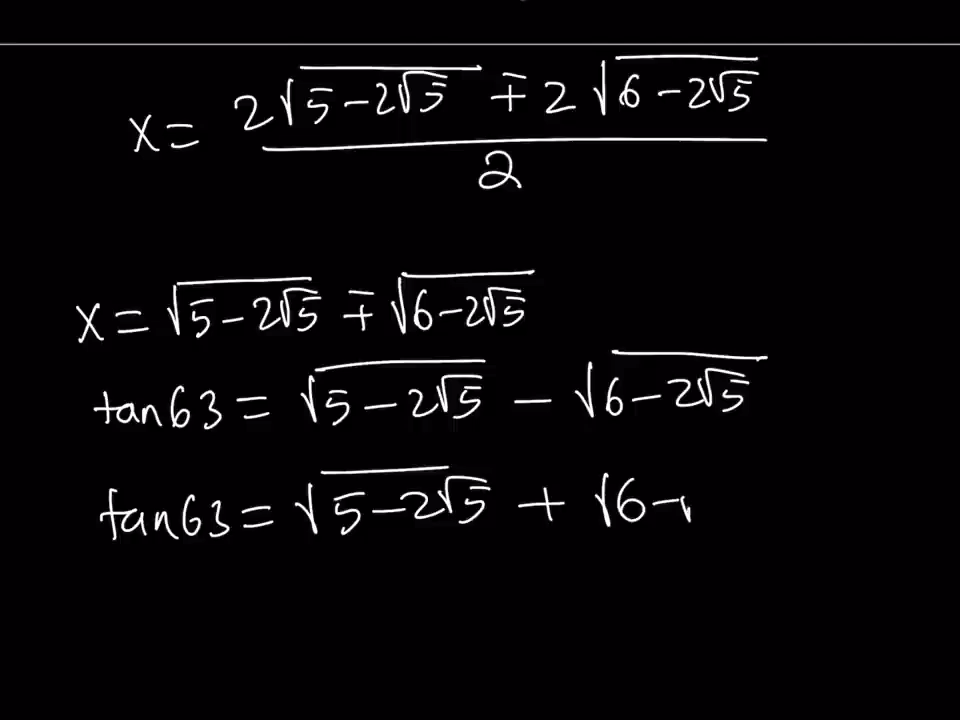 x = (2√(5-2√5) ∓ 2√(6-2√5)) / 2
x = √(5-2√5) ∓ √(6-2√5)
tan63 = √(5-2√5) - √(6-2√5)
tan63 = √(5-2√5) + √6-